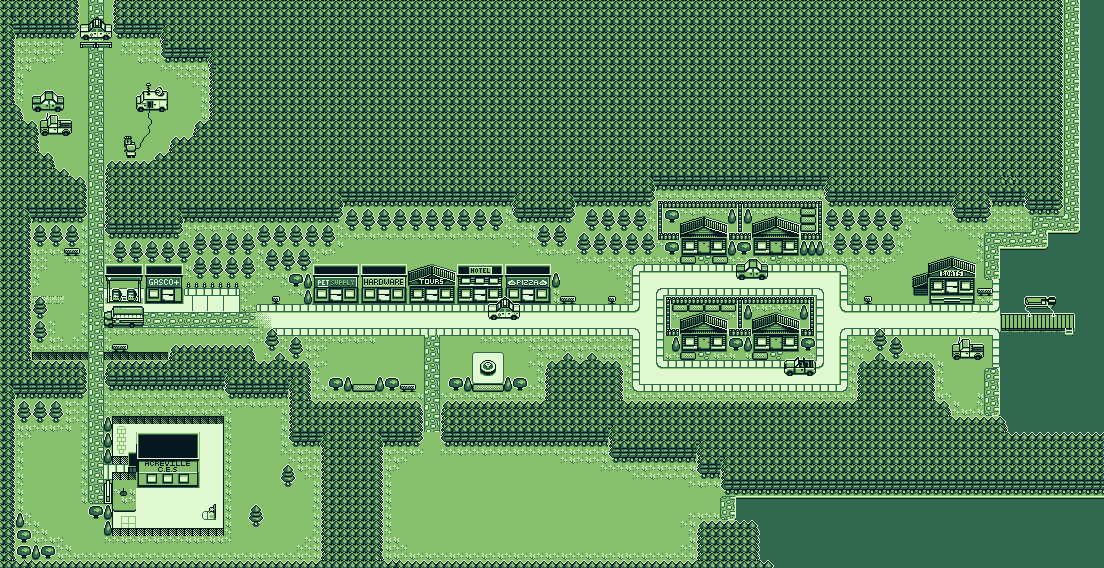 HOTEL
BOATS
GASCO+
PET SUPPLY
HARDWARE
TOURS
PIZZA
ACREVILLE
C.E.S